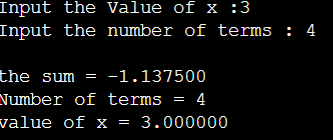 Input the Value of x :3
Input the number of terms : 4
the sum = -1.137500
Number of terms = 4
value of x = 3.000000